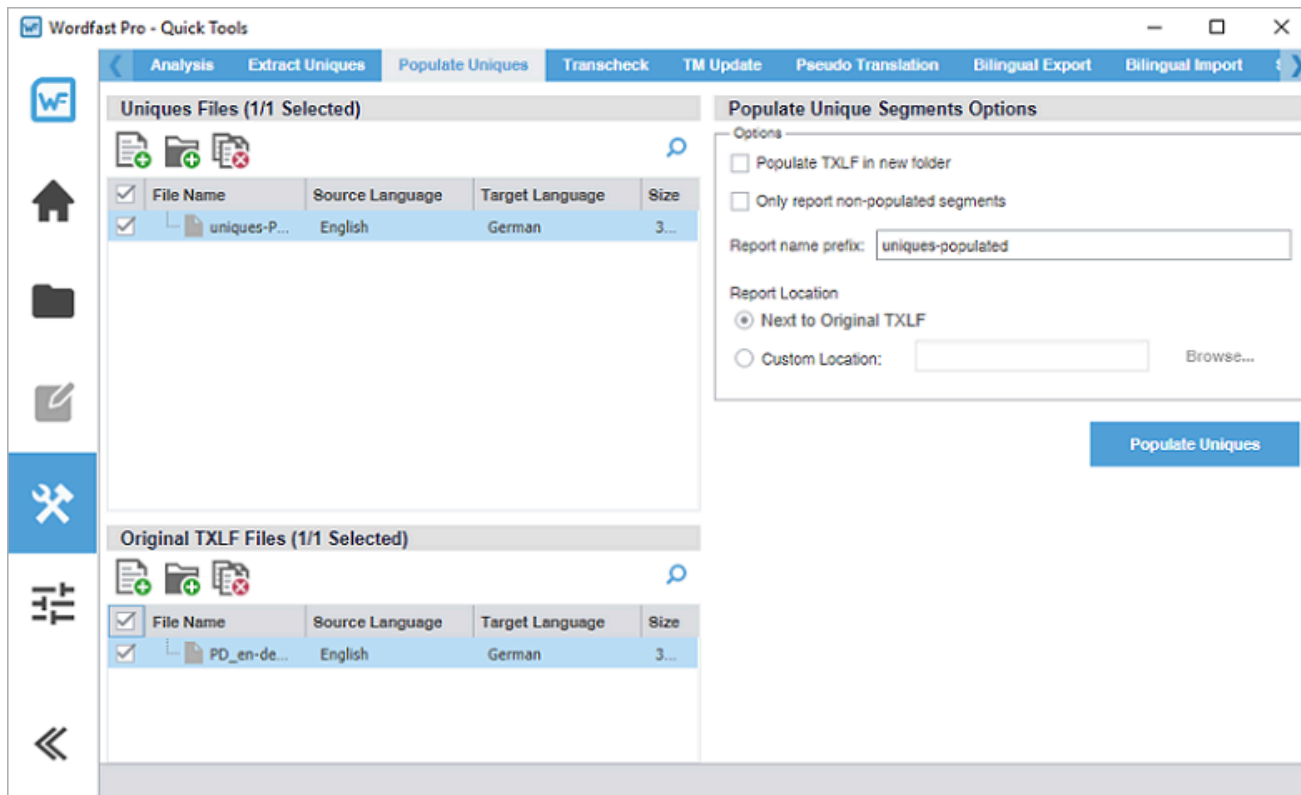 Wordfast Pro - Quick Tools
Analysis Extract Uniques Populate Uniques Transcheck TM Update Pseudo Translation Bilingual Export Bilingual Import
WF
Uniques Files (1/1 Selected)
File Name Source Language Target Language Size
uniques-P... English German 3...
Original TXLF Files (1/1 Selected)
File Name Source Language Target Language Size
PD_en-de... English German 3...
Populate Unique Segments Options
Options
Populate TXLF in new folder
Only report non-populated segments
Report name prefix: uniques-populated
Report Location
Next to Original TXLF
Custom Location: Browse...
Populate Uniques